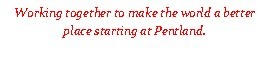 Working together to make the world a better
place starting at Pentland.